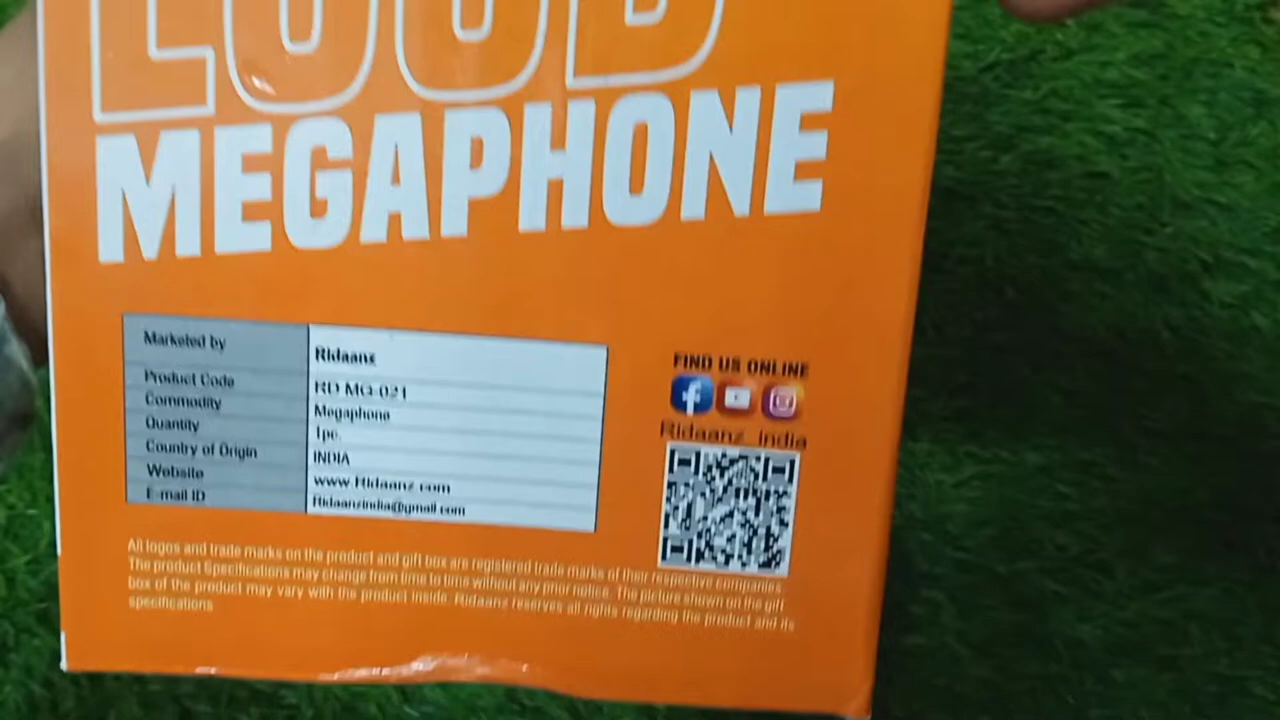 LOUD
MEGAPHONE
Marketed by Ridaanz
Product Code RD MG-021
Commodity Megaphone
Quantity 1pc.
Country of Origin INDIA
Website www.Ridaanz.com
E-mail ID Ridaanzindia@gmail.com
FIND US ONLINE
Ridaanz_india
All logos and trade marks on the product and gift box are registered trade marks of their respective companies.
The product Specifications may change from time to time without any prior notice. The picture shown on the gift
box of the product may vary with the product inside. Ridaanz reserves all rights regarding the product and its
specifications